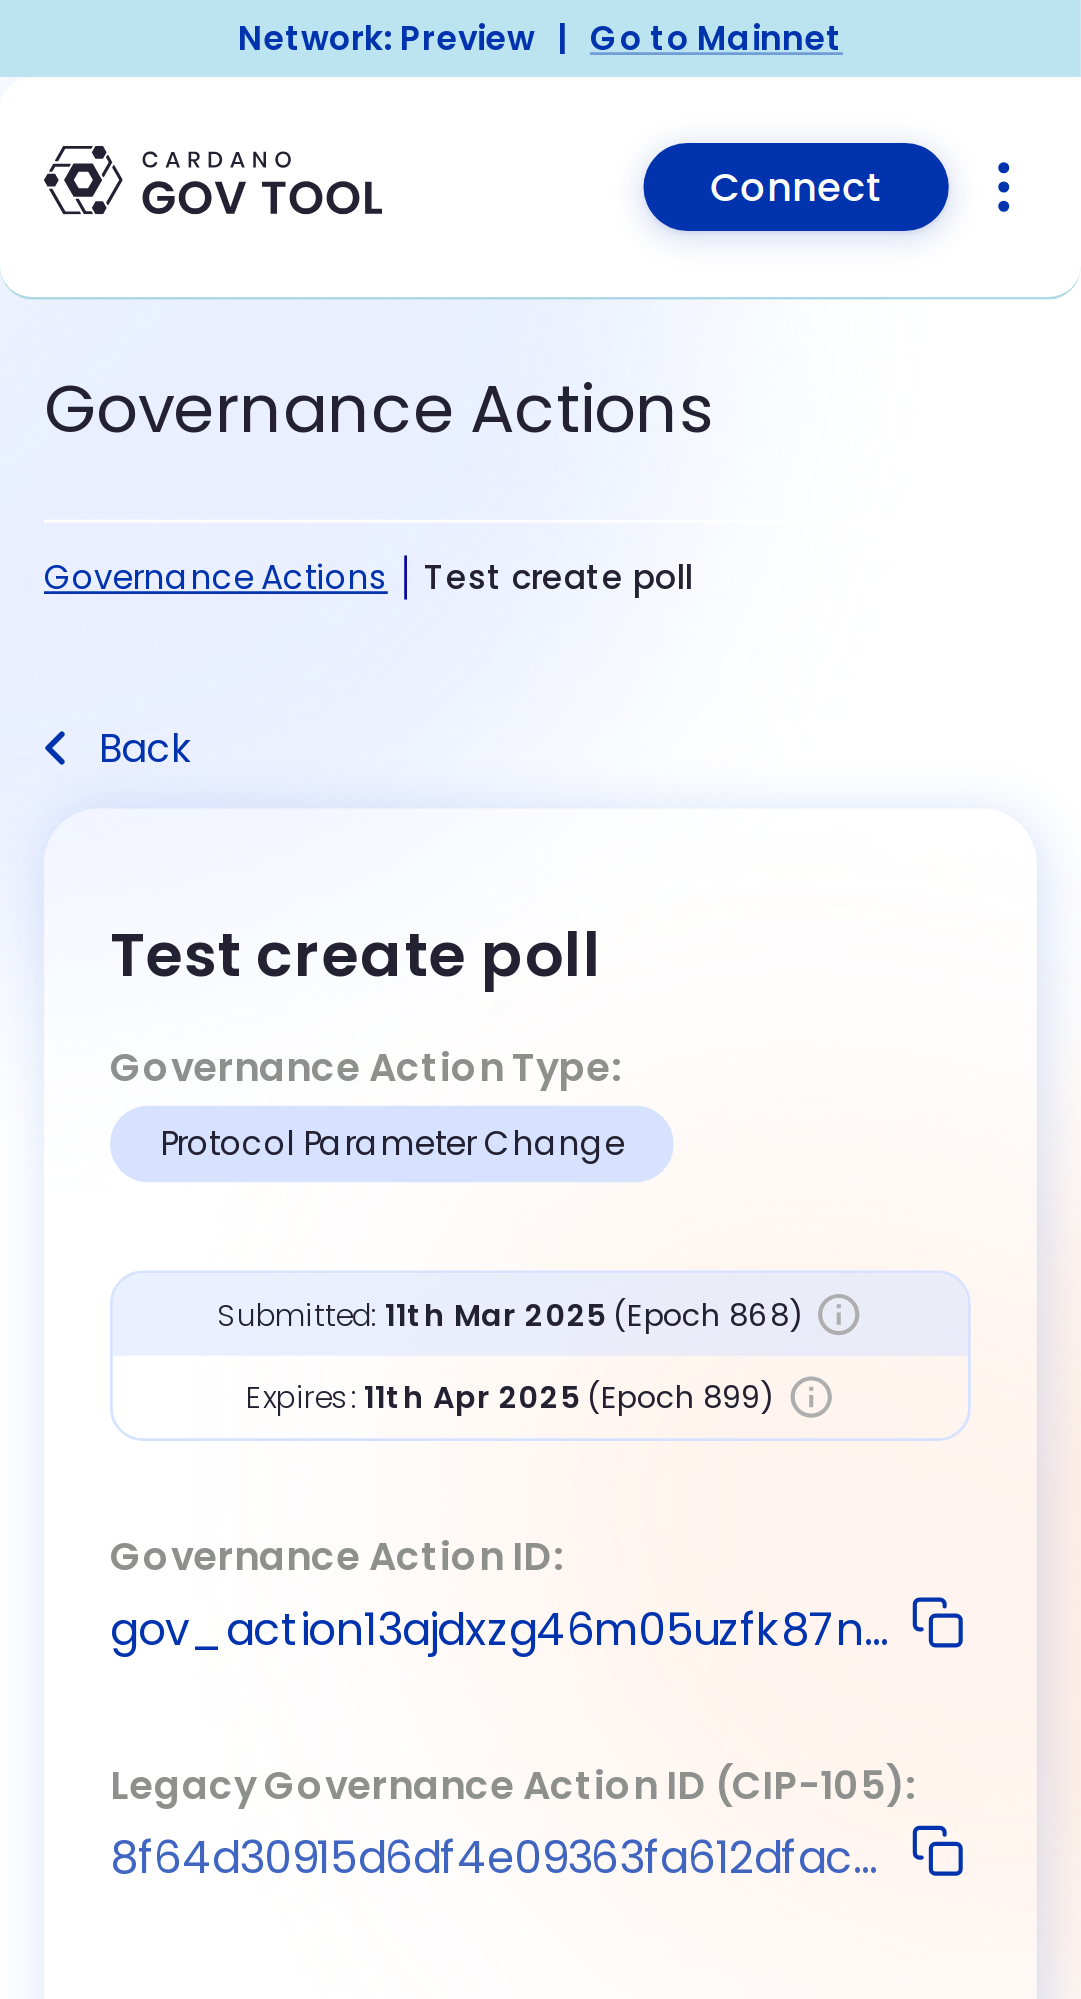 Network: Preview | Go to Mainnet
CARDANO
GOV TOOL
Connect
Governance Actions
Governance Actions | Test create poll
Back
Test create poll
Governance Action Type:
Protocol Parameter Change
Submitted: 11th Mar 2025 (Epoch 868)
Expires: 11th Apr 2025 (Epoch 899)
Governance Action ID:
gov_action13ajdxzg46m05uzfk87n...
Legacy Governance Action ID (CIP-105):
8f64d30915d6df4e09363fa612dfac...